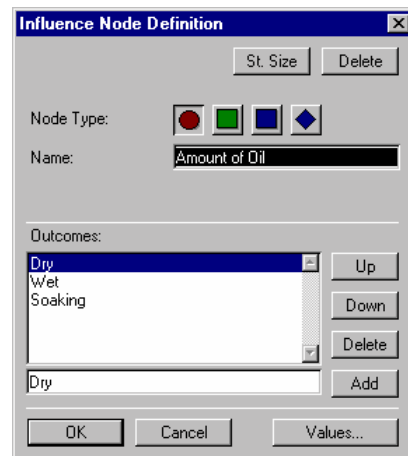 Influence Node Definition
St. Size Delete
Node Type:
Name: Amount of Oil
Outcomes:
Dry Up
Wet
Soaking Down
Delete
Dry Add
OK Cancel Values...